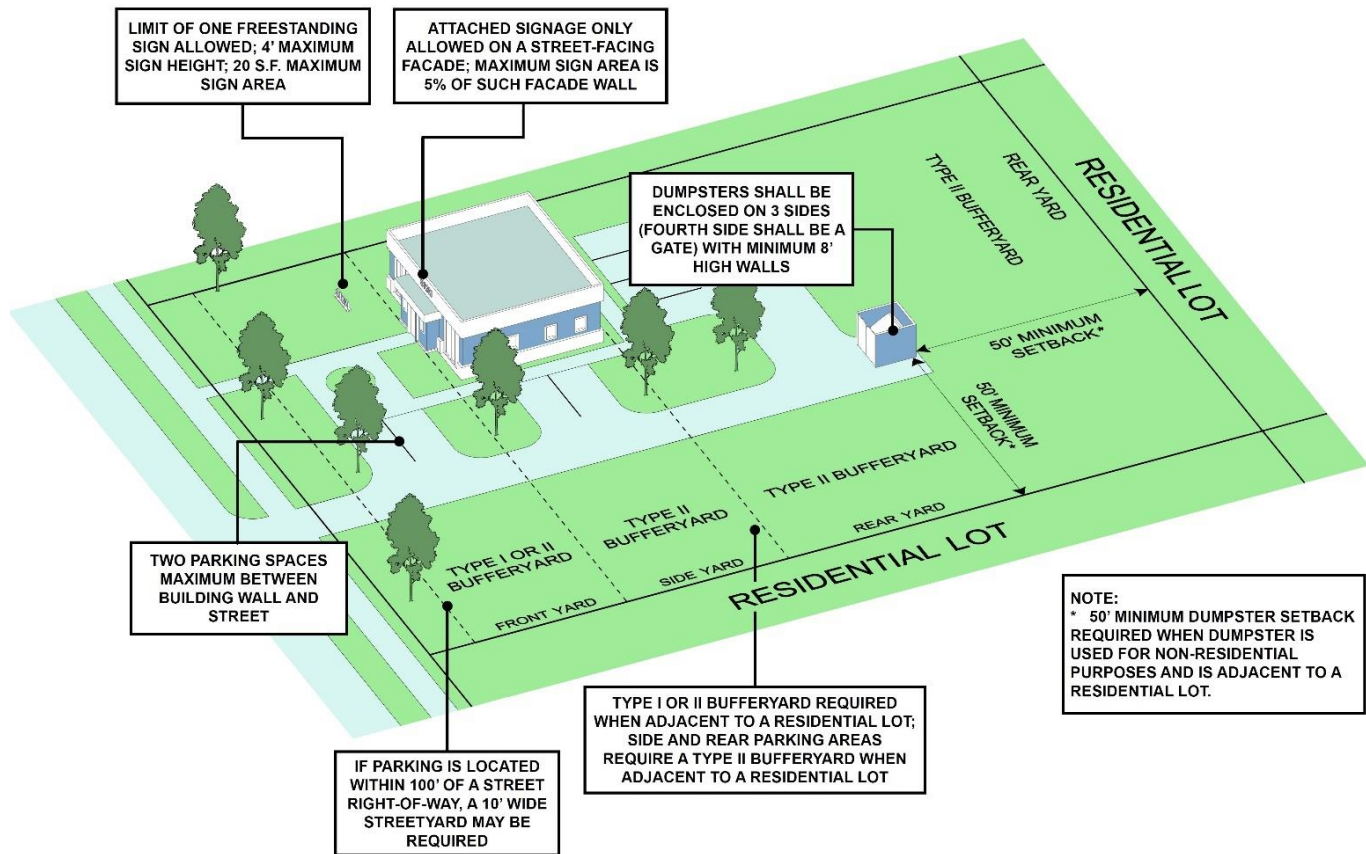 LIMIT OF ONE FREESTANDING
SIGN ALLOWED; 4' MAXIMUM
SIGN HEIGHT; 20 S.F. MAXIMUM
SIGN AREA
ATTACHED SIGNAGE ONLY
ALLOWED ON A STREET-FACING
FACADE; MAXIMUM SIGN AREA IS
5% OF SUCH FACADE WALL
DUMPSTERS SHALL BE
ENCLOSED ON 3 SIDES
(FOURTH SIDE SHALL BE A
GATE) WITH MINIMUM 8'
HIGH WALLS
TYPE II BUFFERYARD
REAR YARD
RESIDENTIAL LOT
50' MINIMUM
SETBACK*
50' MINIMUM
SETBACK*
TYPE I OR II
BUFFERYARD
TYPE II
BUFFERYARD
TYPE II BUFFERYARD
FRONT YARD
SIDE YARD
REAR YARD
RESIDENTIAL LOT
TWO PARKING SPACES
MAXIMUM BETWEEN
BUILDING WALL AND
STREET
IF PARKING IS LOCATED
WITHIN 100' OF A STREET
RIGHT-OF-WAY, A 10' WIDE
STREETYARD MAY BE
REQUIRED
TYPE I OR II BUFFERYARD REQUIRED
WHEN ADJACENT TO A RESIDENTIAL LOT;
SIDE AND REAR PARKING AREAS
REQUIRE A TYPE II BUFFERYARD WHEN
ADJACENT TO A RESIDENTIAL LOT
NOTE:
* 50' MINIMUM DUMPSTER SETBACK
REQUIRED WHEN DUMPSTER IS
USED FOR NON-RESIDENTIAL
PURPOSES AND IS ADJACENT TO A
RESIDENTIAL LOT.